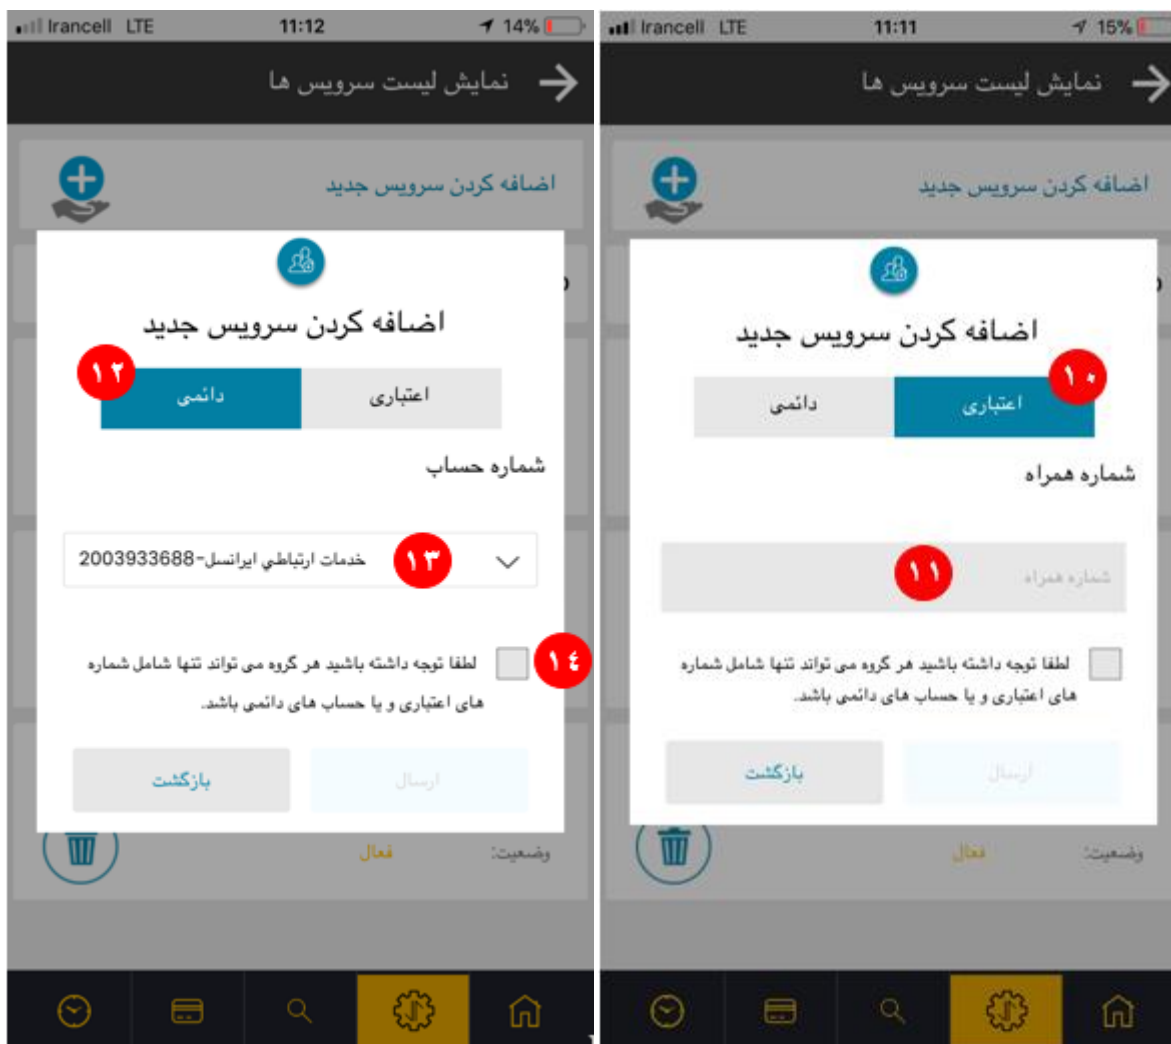 Irancell LTE 11:12 14%
نمایش لیست سرویس ها
اضافه کردن سرویس جدید
اضافه کردن سرویس جدید
۱۲
دائمی
اعتباری
شماره حساب
خدمات ارتباطي ایرانسل-2003933688
۱۳
لطفا توجه داشته باشید هر گروه می تواند تنها شامل شماره
۱۴
های اعتباری و یا حساب های دائمی باشد.
بازگشت
ارسال
وضعیت:
فعال
Irancell LTE 11:11 15%
نمایش لیست سرویس ها
اضافه کردن سرویس جدید
اضافه کردن سرویس جدید
۱۰
اعتباری
دائمی
شماره همراه
شماره همراه
۱۱
لطفا توجه داشته باشید هر گروه می تواند تنها شامل شماره
های اعتباری و یا حساب های دائمی باشد.
بازگشت
ارسال
وضعیت:
فعال